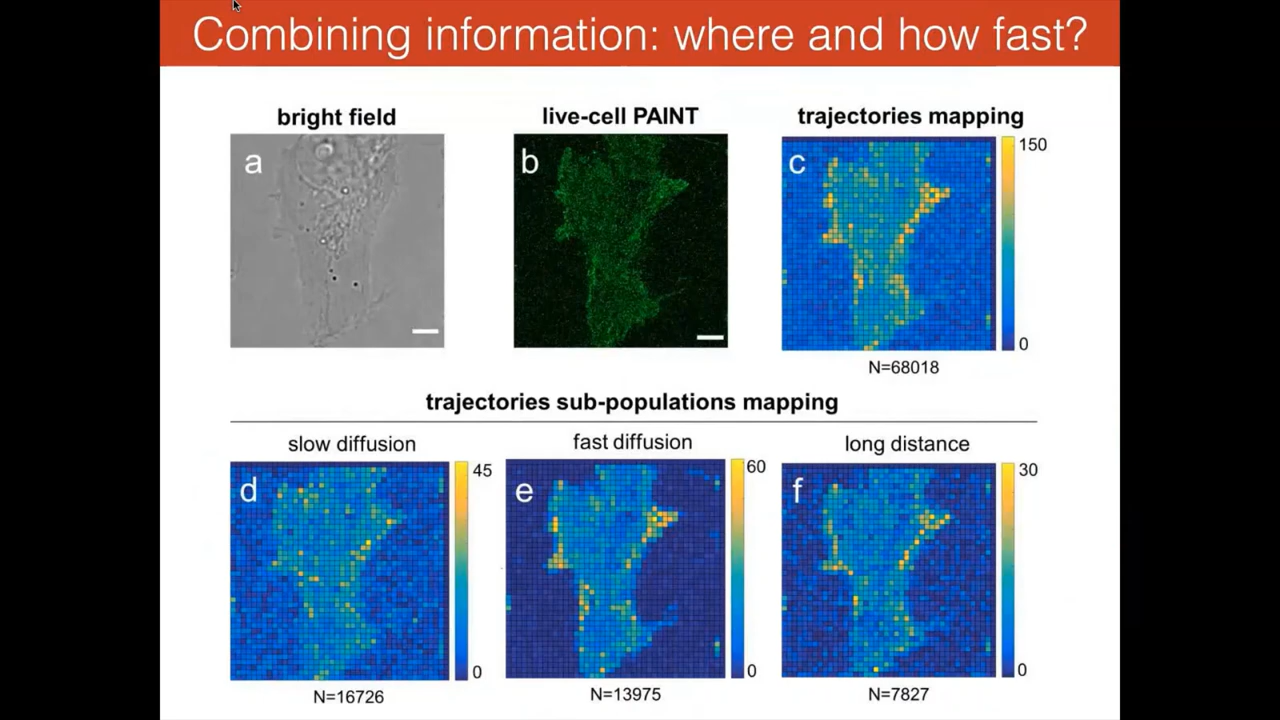 Combining information: where and how fast?
bright field
live-cell PAINT
trajectories mapping
a
b
c
150
0
N=68018
trajectories sub-populations mapping
slow diffusion
fast diffusion
long distance
d
e
f
45
0
60
0
30
0
N=16726
N=13975
N=7827